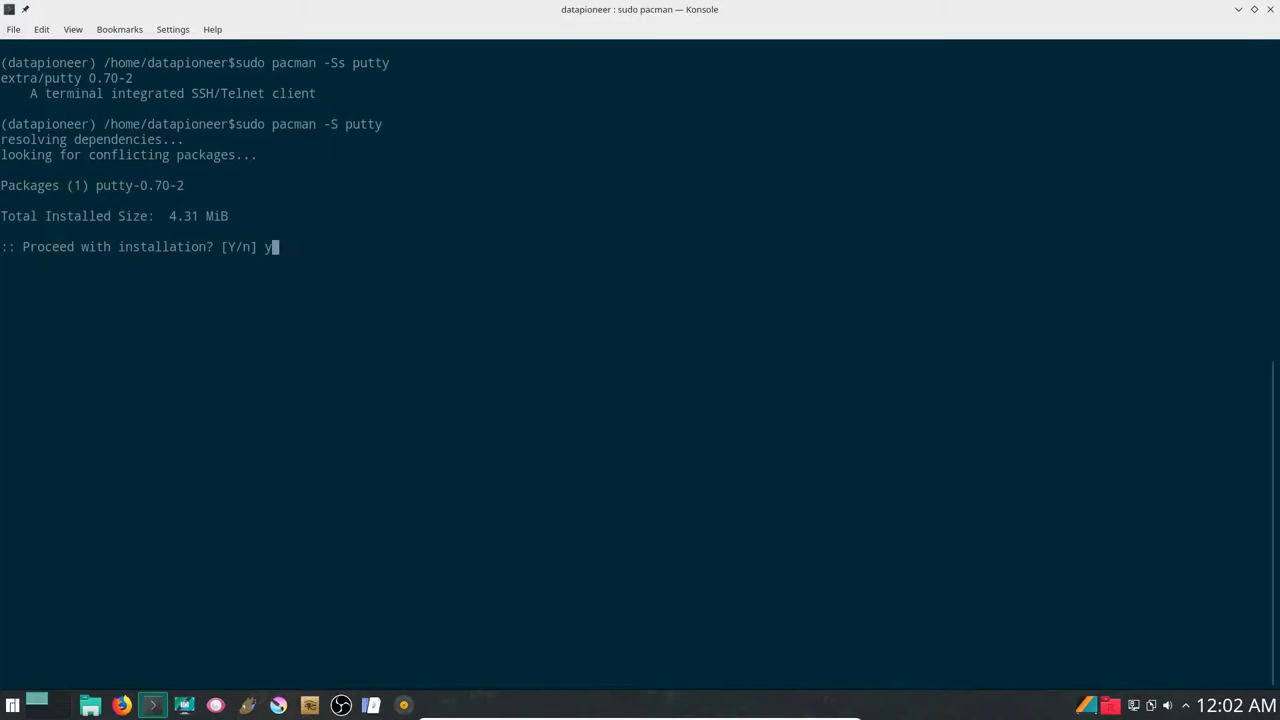 datapioneer : sudo pacman — Konsole
File Edit View Bookmarks Settings Help
(datapioneer) /home/datapioneer$sudo pacman -Ss putty
extra/putty 0.70-2
    A terminal integrated SSH/Telnet client
(datapioneer) /home/datapioneer$sudo pacman -S putty
resolving dependencies...
looking for conflicting packages...
Packages (1) putty-0.70-2
Total Installed Size:  4.31 MiB
:: Proceed with installation? [Y/n] y
12:02 AM